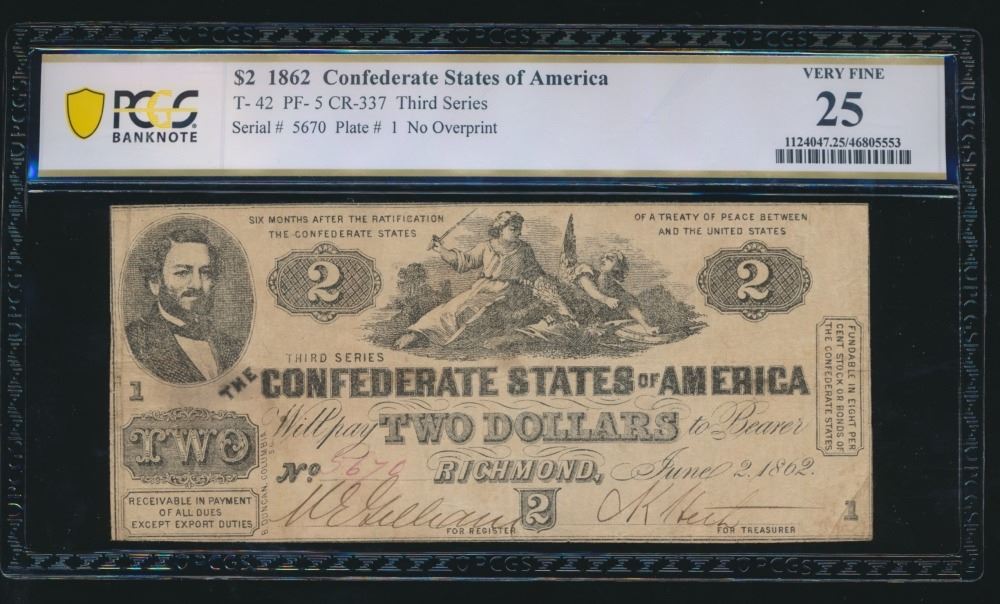 PCGS
BANKNOTE
$2 1862 Confederate States of America
T- 42 PF- 5 CR-337 Third Series
Serial # 5670 Plate # 1 No Overprint
VERY FINE
25
1124047.25/46805553
SIX MONTHS AFTER THE RATIFICATION
THE CONFEDERATE STATES
OF A TREATY OF PEACE BETWEEN
AND THE UNITED STATES
2
2
THIRD SERIES
1
THE CONFEDERATE STATES OF AMERICA
Will pay TWO DOLLARS to Bearer
TWO
No 5670 RICHMOND, June 2, 1862.
RECEIVABLE IN PAYMENT
OF ALL DUES
EXCEPT EXPORT DUTIES
B. DUNCAN, COLUMBIA S.C.
2
FOR REGISTER
FOR TREASURER
1
FUNDABLE IN EIGHT PER
CENT STOCK OR BONDS OF
THE CONFEDERATE STATES